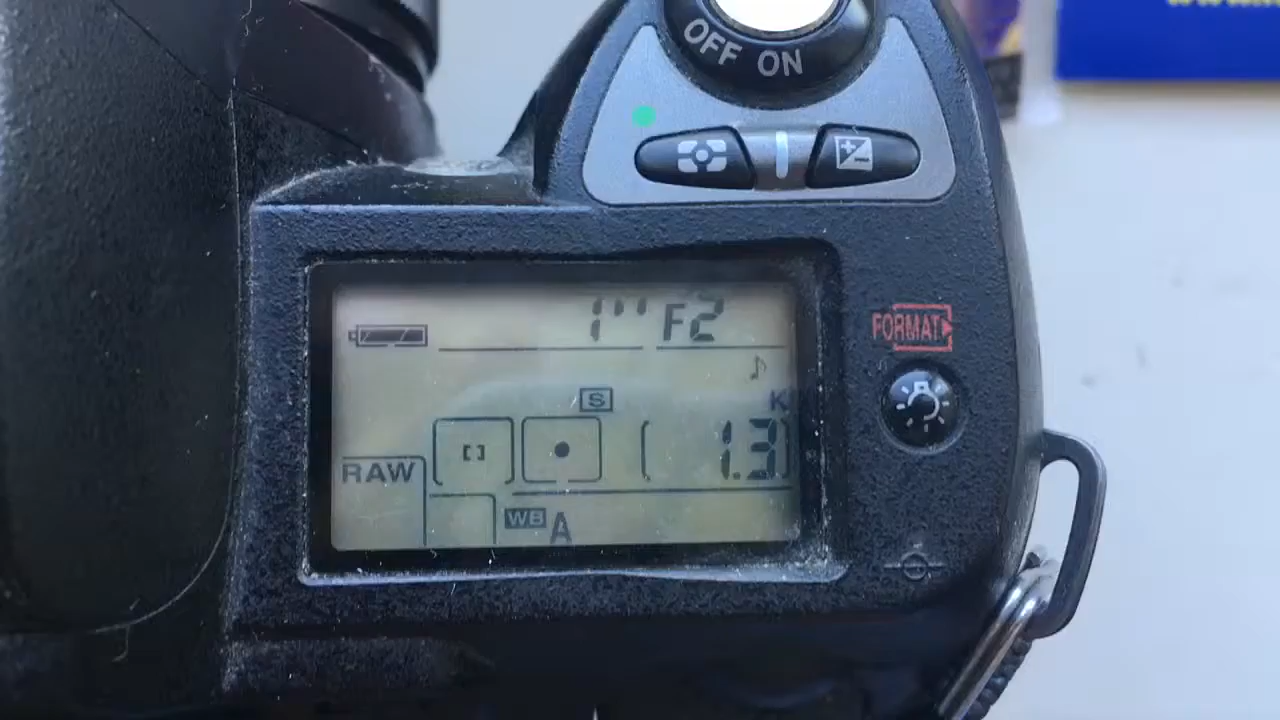 OFF ON
1'' F2
FORMAT
S
K
[ 1.3]
RAW
WB A